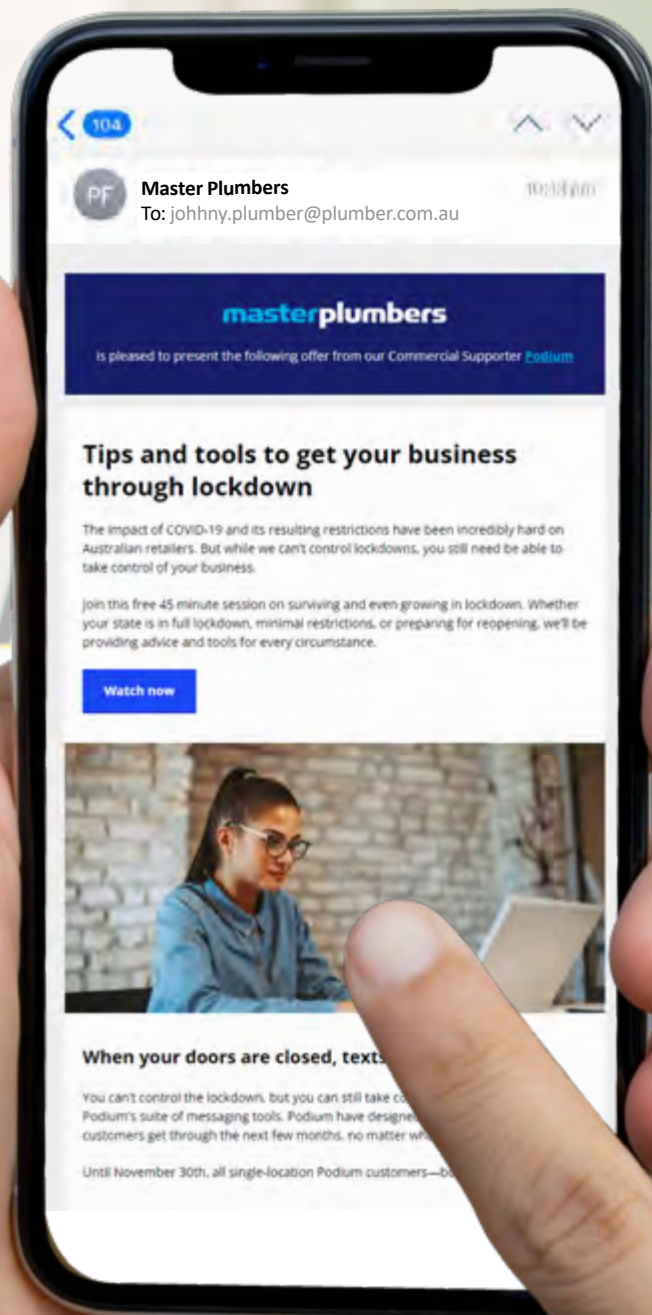 104
PF
Master Plumbers
10:13 AM
To: johhny.plumber@plumber.com.au
masterplumbers
is pleased to present the following offer from our Commercial Supporter Podium
Tips and tools to get your business
through lockdown
The impact of COVID-19 and its resulting restrictions have been incredibly hard on
Australian retailers. But while we can't control lockdowns, you still need be able to
take control of your business.
Join this free 45 minute session on surviving and even growing in lockdown. Whether
your state is in full lockdown, minimal restrictions, or preparing for reopening, we'll be
providing advice and tools for every circumstance.
Watch now
When your doors are closed, texts
You can't control the lockdown, but you can still take
Podium's suite of messaging tools. Podium have designed
customers get through the next few months, no matter
Until November 30th, all single-location Podium customers—